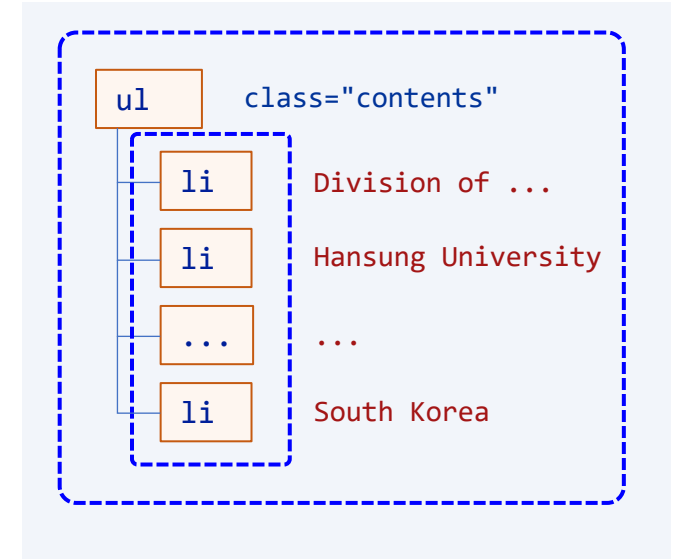 ul class="contents"
li Division of ...
li Hansung University
... ...
li South Korea